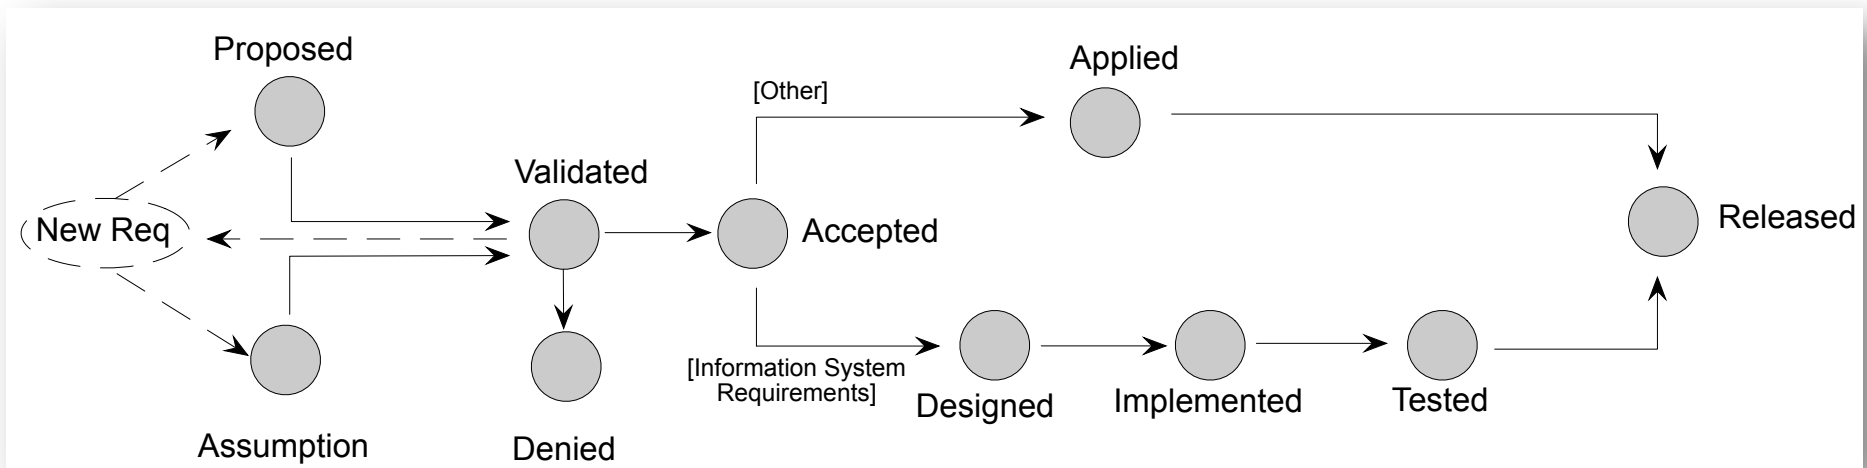 Proposed
Applied
[Other]
Validated
New Req
Accepted
Released
[Information System
Requirements]
Designed
Implemented
Tested
Assumption
Denied